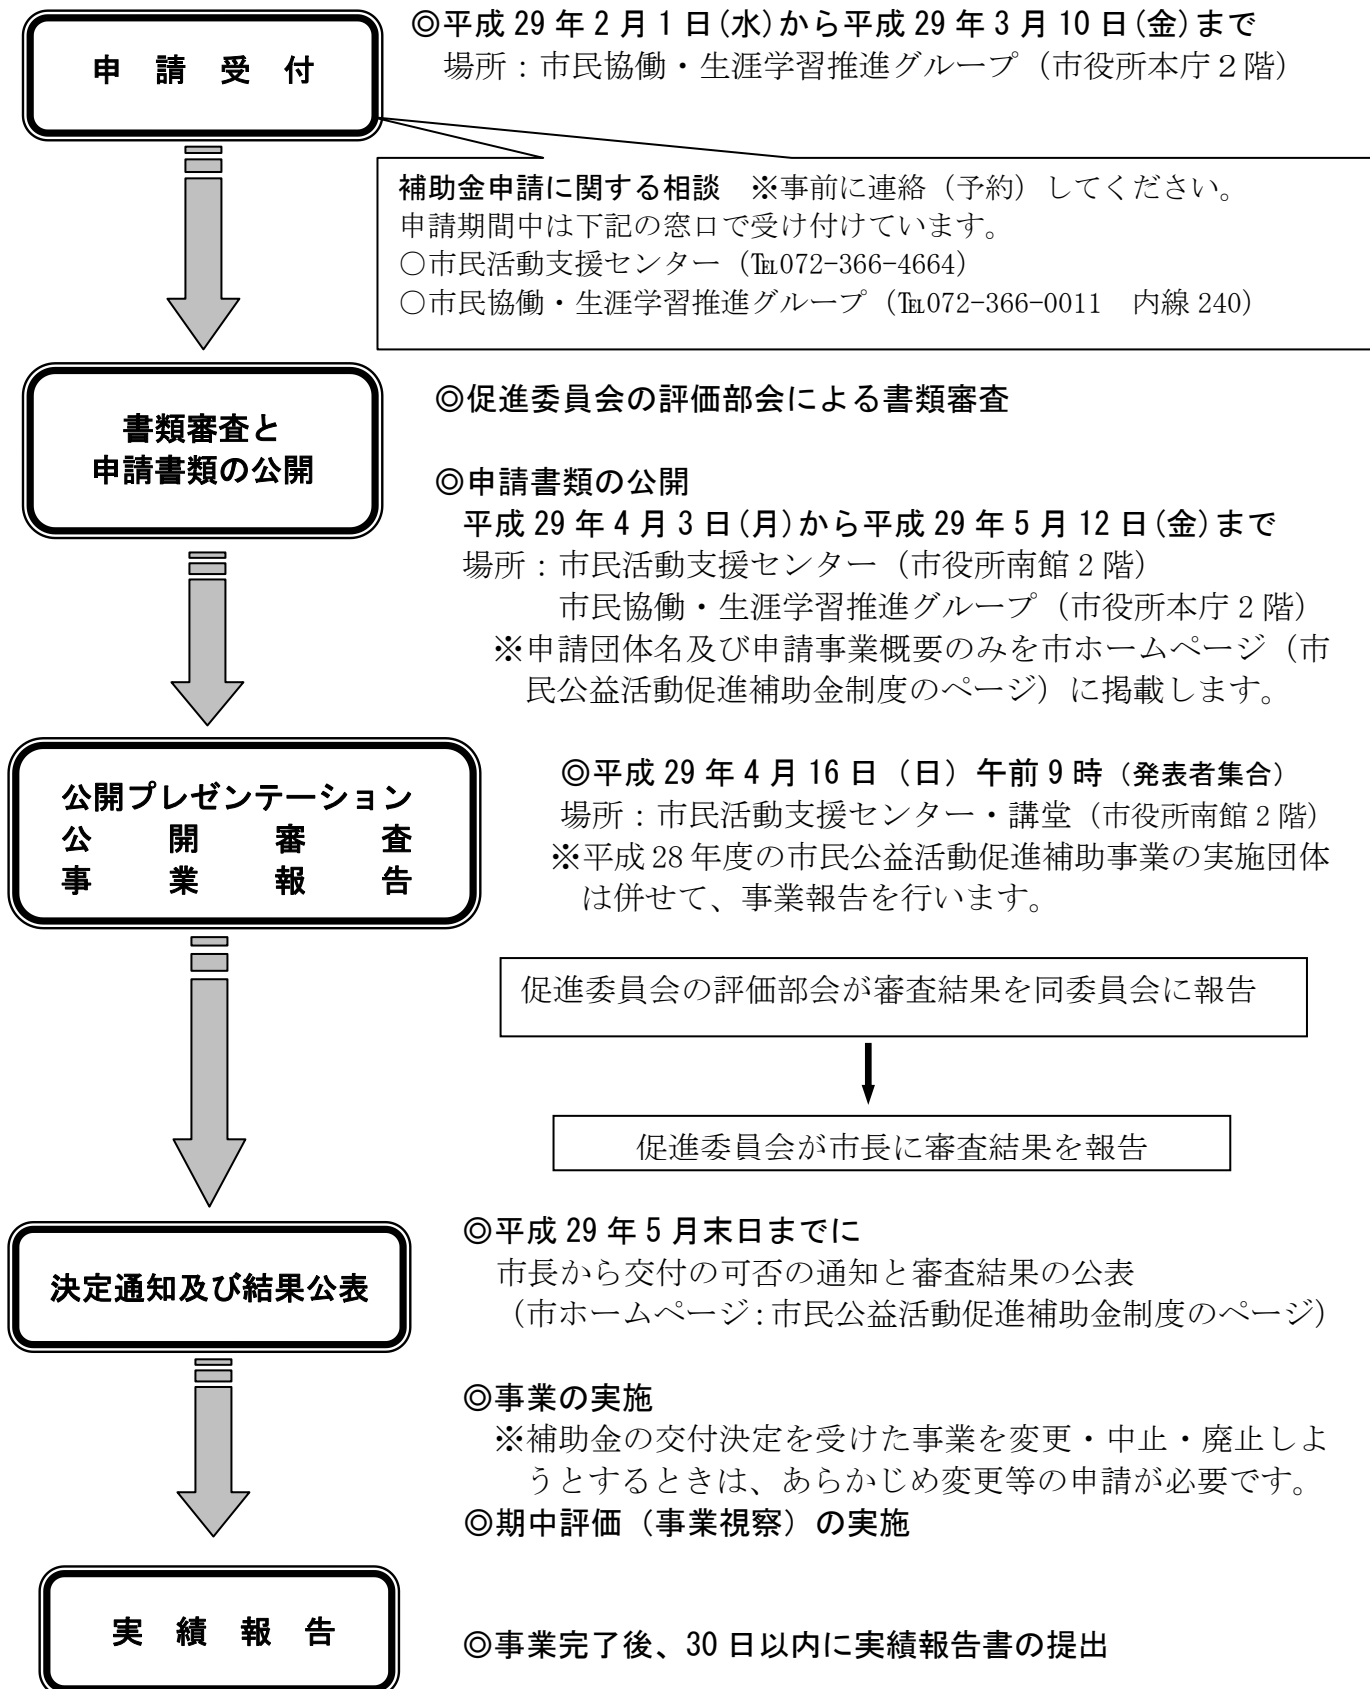 申　請　受　付
◎平成 29 年 2 月 1 日(水)から平成 29 年 3 月 10 日(金)まで
場所：市民協働・生涯学習推進グループ（市役所本庁２階）
補助金申請に関する相談　※事前に連絡（予約）してください。
申請期間中は下記の窓口で受け付けています。
○市民活動支援センター（℡072-366-4664）
○市民協働・生涯学習推進グループ（℡072-366-0011　内線 240）
書類審査と
申請書類の公開
◎促進委員会の評価部会による書類審査
◎申請書類の公開
平成 29 年 4 月 3 日(月)から平成 29 年 5 月 12 日(金)まで
場所：市民活動支援センター（市役所南館 2 階）
市民協働・生涯学習推進グループ（市役所本庁 2 階）
※申請団体名及び申請事業概要のみを市ホームページ（市
民公益活動促進補助金制度のページ）に掲載します。
公開プレゼンテーション
公　開　審　査
事　業　報　告
◎平成 29 年 4 月 16 日（日）午前 9 時（発表者集合）
場所：市民活動支援センター・講堂（市役所南館 2 階）
※平成 28 年度の市民公益活動促進補助事業の実施団体
は併せて、事業報告を行います。
促進委員会の評価部会が審査結果を同委員会に報告
促進委員会が市長に審査結果を報告
決定通知及び結果公表
◎平成 29 年 5 月末日までに
市長から交付の可否の通知と審査結果の公表
（市ホームページ:市民公益活動促進補助金制度のページ）
◎事業の実施
※補助金の交付決定を受けた事業を変更・中止・廃止しよ
うとするときは、あらかじめ変更等の申請が必要です。
◎期中評価（事業視察）の実施
実　績　報　告
◎事業完了後、30 日以内に実績報告書の提出